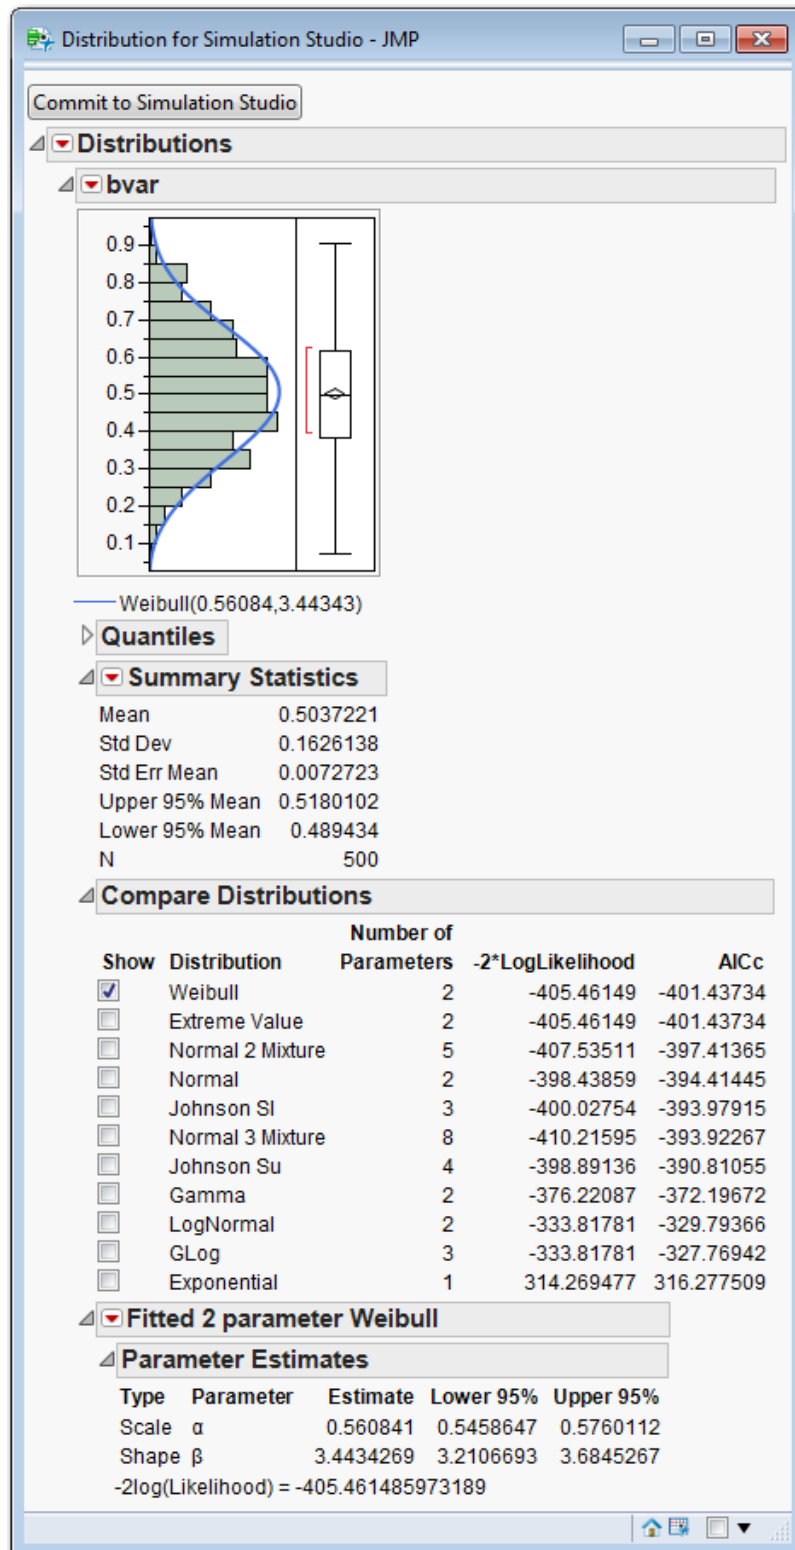 Distribution for Simulation Studio - JMP
Commit to Simulation Studio
Distributions
bvar
0.9
0.8
0.7
0.6
0.5
0.4
0.3
0.2
0.1
Weibull(0.56084,3.44343)
Quantiles
Summary Statistics
Mean 0.5037221
Std Dev 0.1626138
Std Err Mean 0.0072723
Upper 95% Mean 0.5180102
Lower 95% Mean 0.489434
N 500
Compare Distributions
Number of
Show Distribution Parameters -2*LogLikelihood AICc
Weibull 2 -405.46149 -401.43734
Extreme Value 2 -405.46149 -401.43734
Normal 2 Mixture 5 -407.53511 -397.41365
Normal 2 -398.43859 -394.41445
Johnson Sl 3 -400.02754 -393.97915
Normal 3 Mixture 8 -410.21595 -393.92267
Johnson Su 4 -398.89136 -390.81055
Gamma 2 -376.22087 -372.19672
LogNormal 2 -333.81781 -329.79366
GLog 3 -333.81781 -327.76942
Exponential 1 314.269477 316.277509
Fitted 2 parameter Weibull
Parameter Estimates
Type Parameter Estimate Lower 95% Upper 95%
Scale α 0.560841 0.5458647 0.5760112
Shape β 3.4434269 3.2106693 3.6845267
-2log(Likelihood) = -405.461485973189